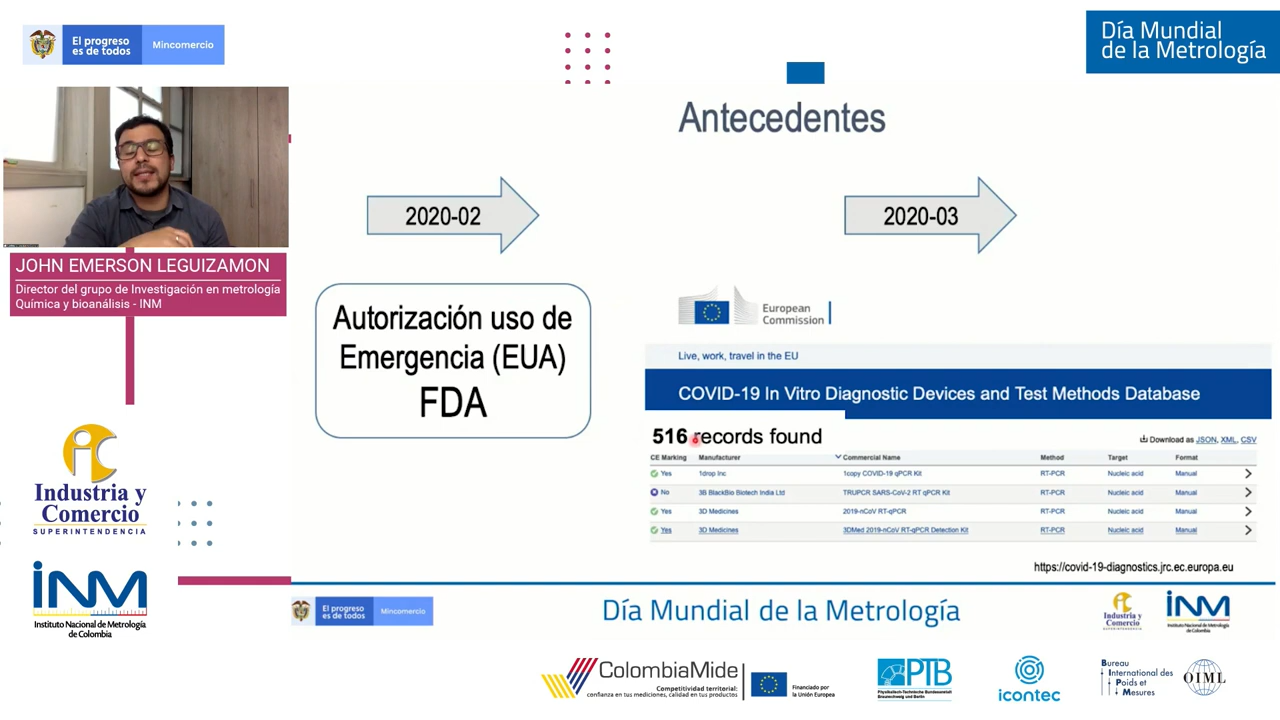 El progreso
es de todos
Mincomercio
Día Mundial
de la Metrología
Antecedentes
2020-02
2020-03
JOHN EMERSON LEGUIZAMON
Director del grupo de Investigación en metrología
Química y bioanálisis - INM
Autorización uso de
Emergencia (EUA)
FDA
European
Commission
Live, work, travel in the EU
COVID-19 In Vitro Diagnostic Devices and Test Methods Database
516 records found
Download as JSON, XML, CSV
CE Marking Manufacturer Commercial Name Method Target Format
Yes 1drop Inc 1copy COVID-19 qPCR Kit RT-PCR Nucleic acid Manual
No 3B BlackBio Biotech India Ltd TRUPCR SARS-CoV-2 RT qPCR Kit RT-PCR Nucleic acid Manual
Yes 3D Medicines 2019-nCoV RT-qPCR RT-PCR Nucleic acid Manual
Yes 3D Medicines 3DMed 2019-nCoV RT-qPCR Detection Kit RT-PCR Nucleic acid Manual
https://covid-19-diagnostics.jrc.ec.europa.eu
Industria y
Comercio
SUPERINTENDENCIA
INM
Instituto Nacional de Metrología
de Colombia
El progreso
es de todos
Mincomercio
Día Mundial de la Metrología
Industria y
Comercio
SUPERINTENDENCIA
INM
Instituto Nacional de Metrología
de Colombia
ColombiaMide
Competitividad territorial:
confianza en tus mediciones, calidad en tus productos
Financiado por
la Unión Europea
PTB
Physikalisch-Technische Bundesanstalt
Braunschweig und Berlin
icontec
Bureau
International des
Poids et
Mesures
OIML